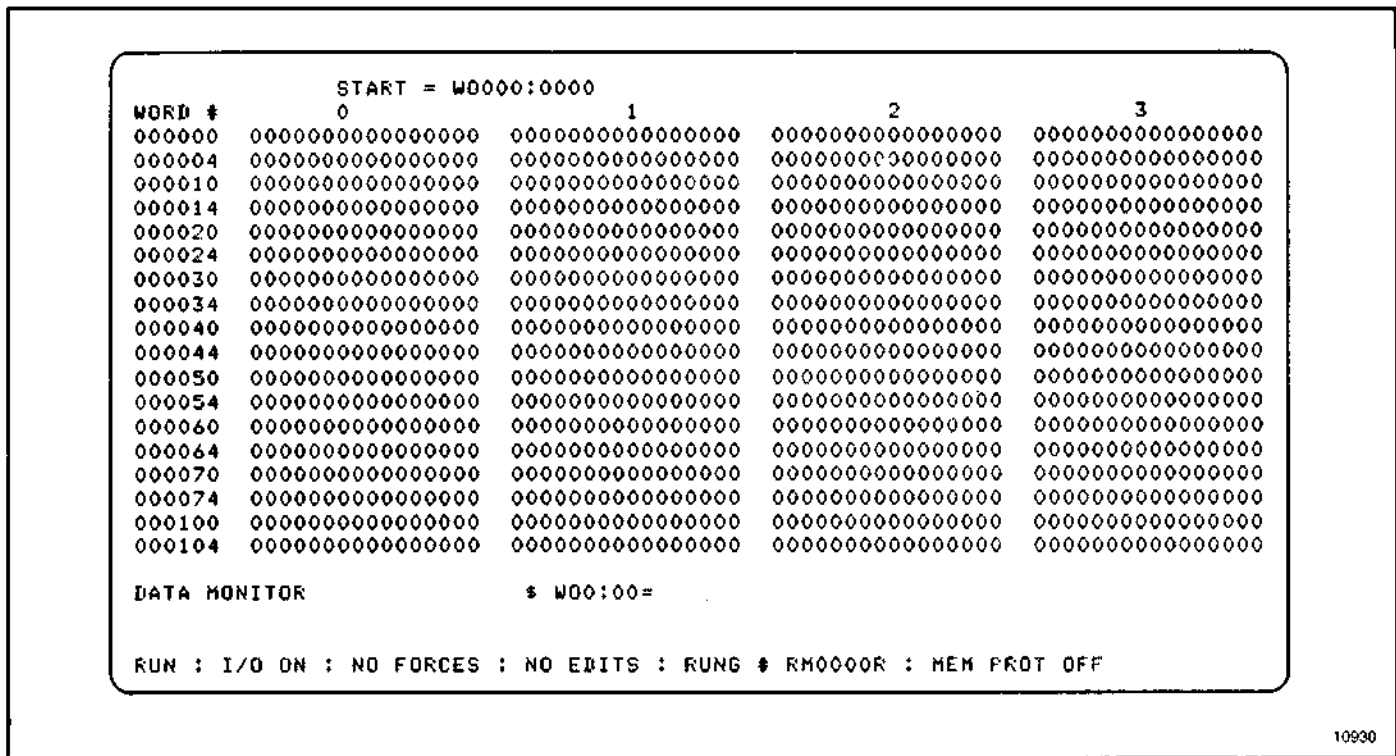 START = W0000:0000
WORD # 0 1 2 3
000000 0000000000000000 0000000000000000 0000000000000000 0000000000000000
000004 0000000000000000 0000000000000000 0000000000000000 0000000000000000
000010 0000000000000000 0000000000000000 0000000000000000 0000000000000000
000014 0000000000000000 0000000000000000 0000000000000000 0000000000000000
000020 0000000000000000 0000000000000000 0000000000000000 0000000000000000
000024 0000000000000000 0000000000000000 0000000000000000 0000000000000000
000030 0000000000000000 0000000000000000 0000000000000000 0000000000000000
000034 0000000000000000 0000000000000000 0000000000000000 0000000000000000
000040 0000000000000000 0000000000000000 0000000000000000 0000000000000000
000044 0000000000000000 0000000000000000 0000000000000000 0000000000000000
000050 0000000000000000 0000000000000000 0000000000000000 0000000000000000
000054 0000000000000000 0000000000000000 0000000000000000 0000000000000000
000060 0000000000000000 0000000000000000 0000000000000000 0000000000000000
000064 0000000000000000 0000000000000000 0000000000000000 0000000000000000
000070 0000000000000000 0000000000000000 0000000000000000 0000000000000000
000074 0000000000000000 0000000000000000 0000000000000000 0000000000000000
000100 0000000000000000 0000000000000000 0000000000000000 0000000000000000
000104 0000000000000000 0000000000000000 0000000000000000 0000000000000000
DATA MONITOR $ W00:00=
RUN : I/O ON : NO FORCES : NO EDITS : RUNG # RM0000R : MEM PROT OFF
10930